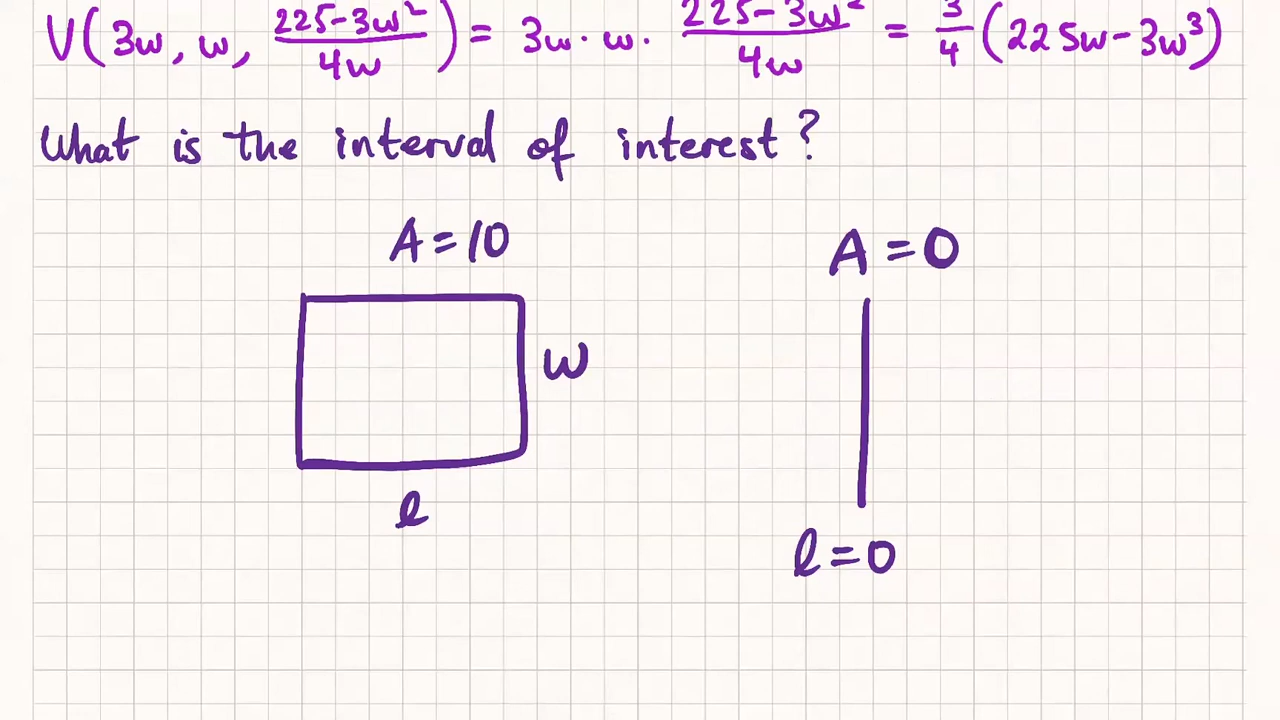 V(3w, w, (225-3w²)/4w) = 3w · w · (225-3w²)/4w = 3/4 (225w-3w³)
What is the interval of interest?
A=10 A=0
w
l
l=0